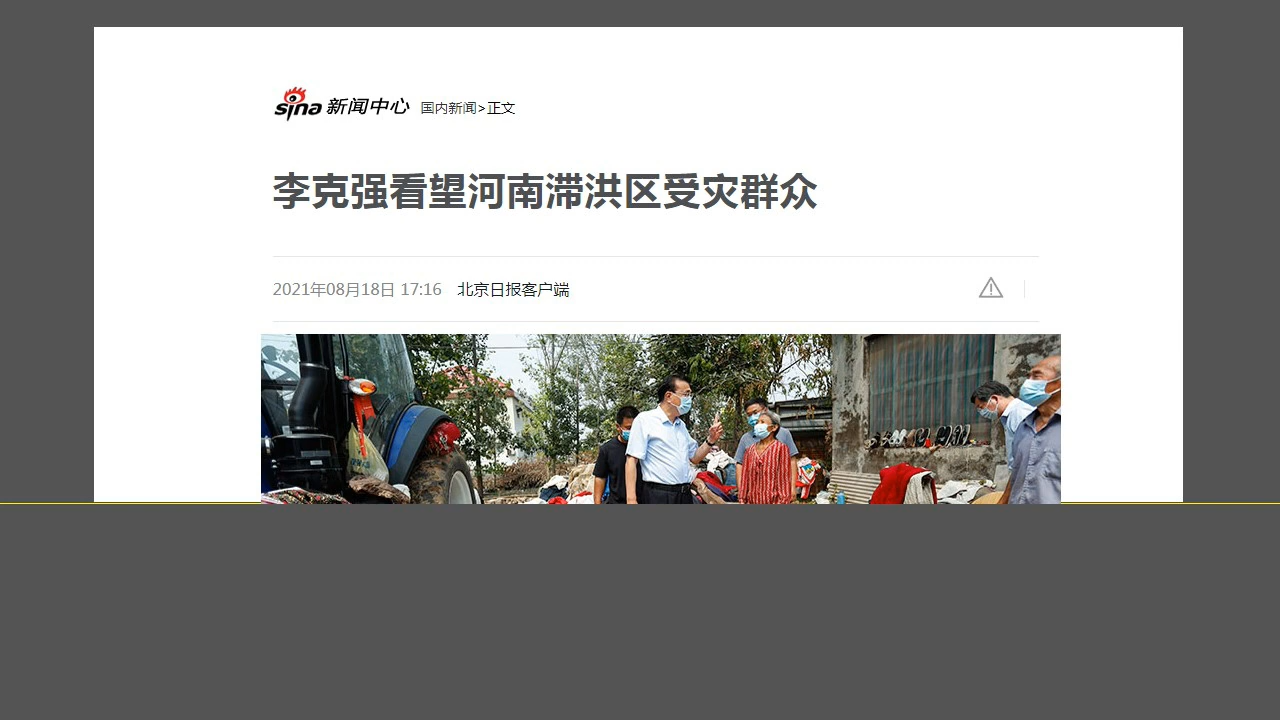 sina 新闻中心 国内新闻>正文
李克强看望河南滞洪区受灾群众
2021年08月18日 17:16 北京日报客户端